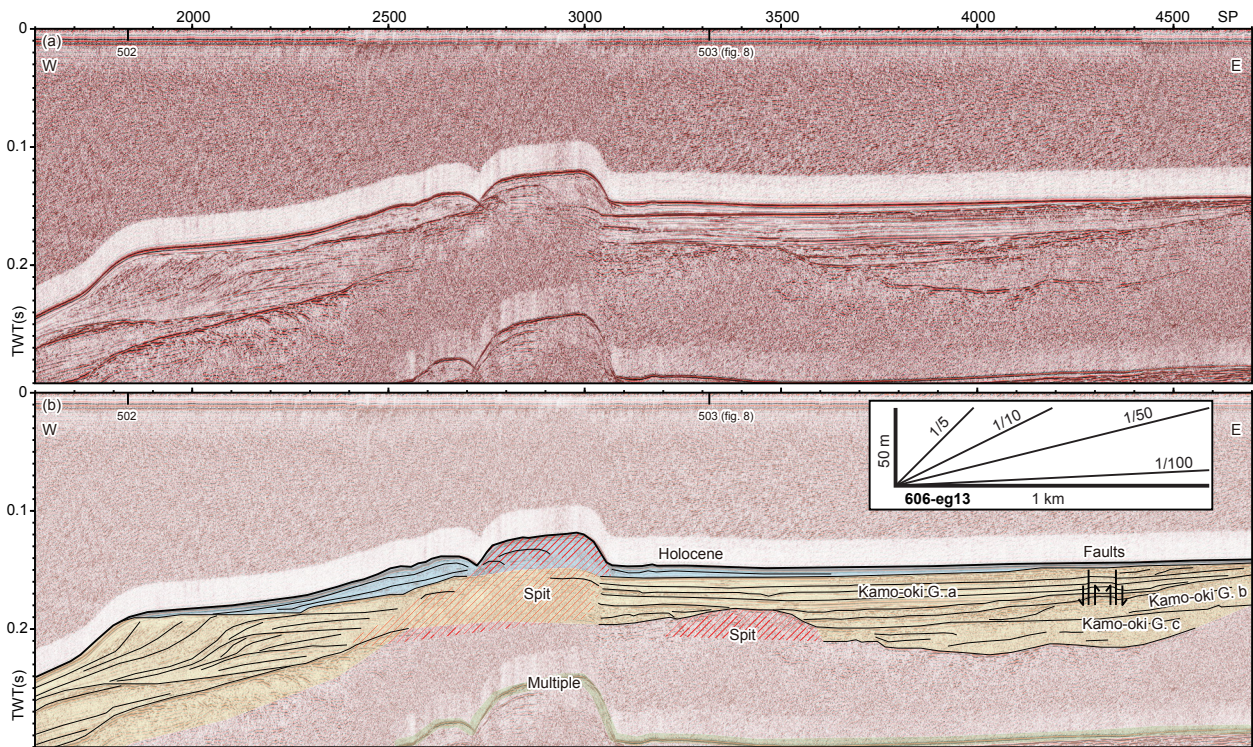 2000 2500 3000 3500 4000 4500 SP
0
(a)
502
503 (fig. 8)
W
E
0.1
0.2
TWT(s)
0
(b)
502
503 (fig. 8)
W
E
1/5
1/10
1/50
1/100
50 m
606-eg13
1 km
0.1
Holocene
Faults
Spit
Kamo-oki G. a
Kamo-oki G. b
Kamo-oki G. c
0.2
Spit
Multiple
TWT(s)